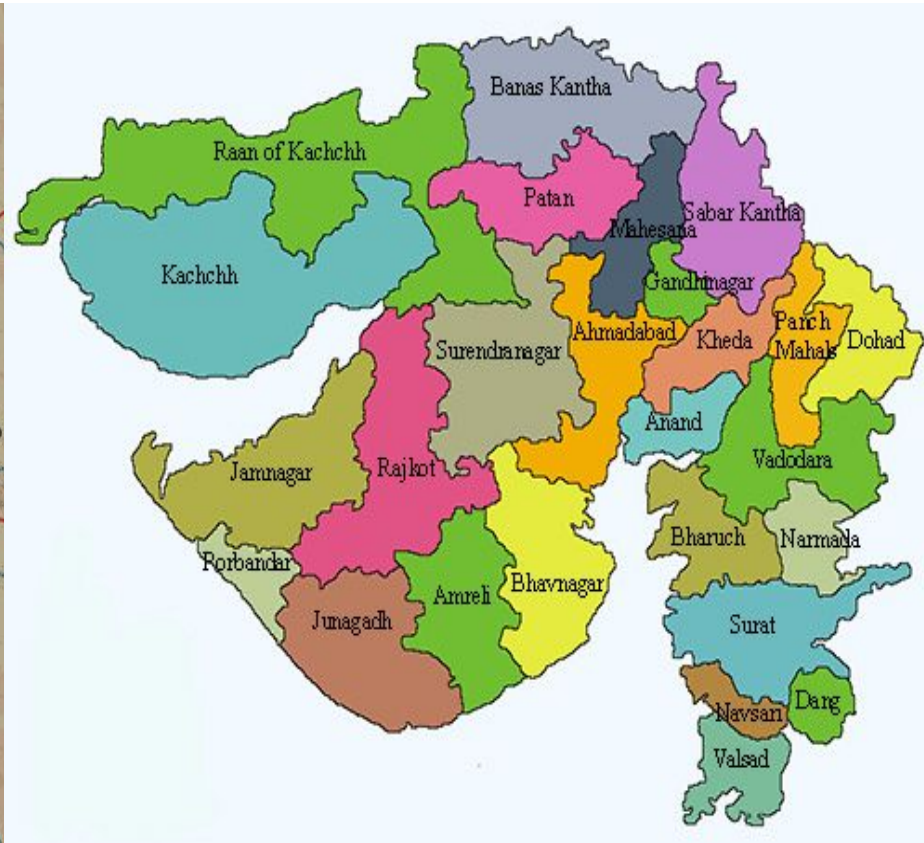 Banas Kantha
Raan of Kachchh
Patan
Sabar Kantha
Mahesana
Kachchh
Gandhinagar
Panch
Mahals
Ahmadabad
Kheda
Dohad
Surendranagar
Anand
Vadodara
Jamnagar
Rajkot
Bharuch
Narmada
Porbandar
Amreli
Bhavnagar
Junagadh
Surat
Dang
Navsari
Valsad